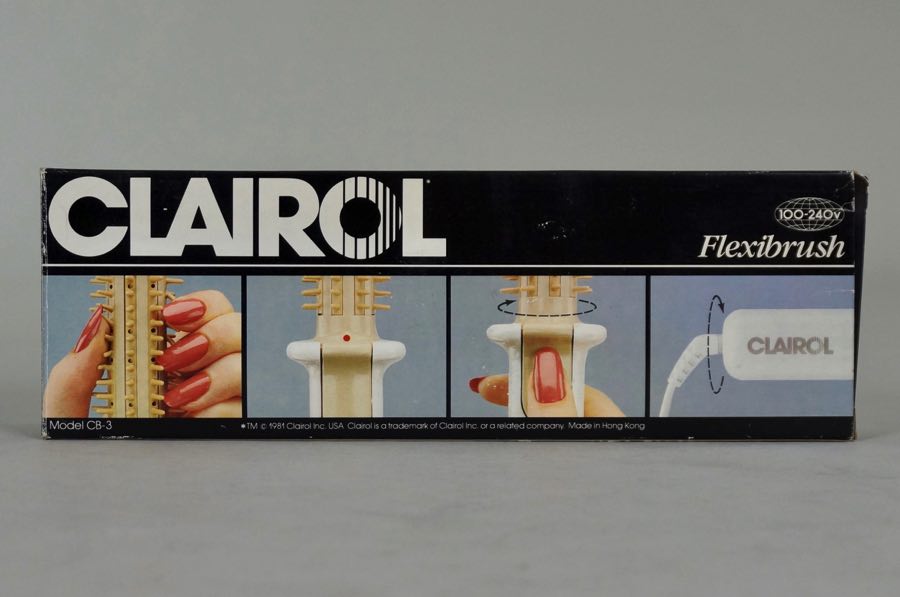 CLAIROL
100-240v
Flexibrush
CLAIROL
Model CB-3
*TM © 1981 Clairol Inc. USA Clairol is a trademark of Clairol Inc. or a related company. Made in Hong Kong